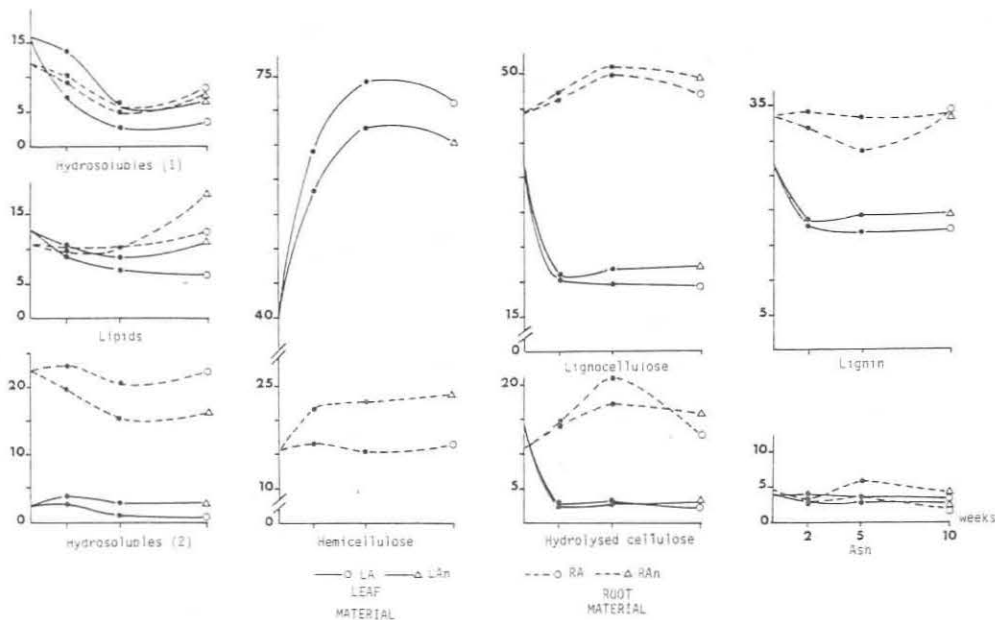 15
10
5
0
Hydrosolubles (1)
15
5
0
Lipids
20
10
0
Hydrosolubles (2)
75
40
25
10
0
Hemicellulose
50
15
0
Lignocellulose
20
5
Hydrolysed cellulose
35
5
Lignin
10
5
0
2 5 10 weeks
Asn
LA LAn RA RAn
LEAF ROOT
MATERIAL MATERIAL